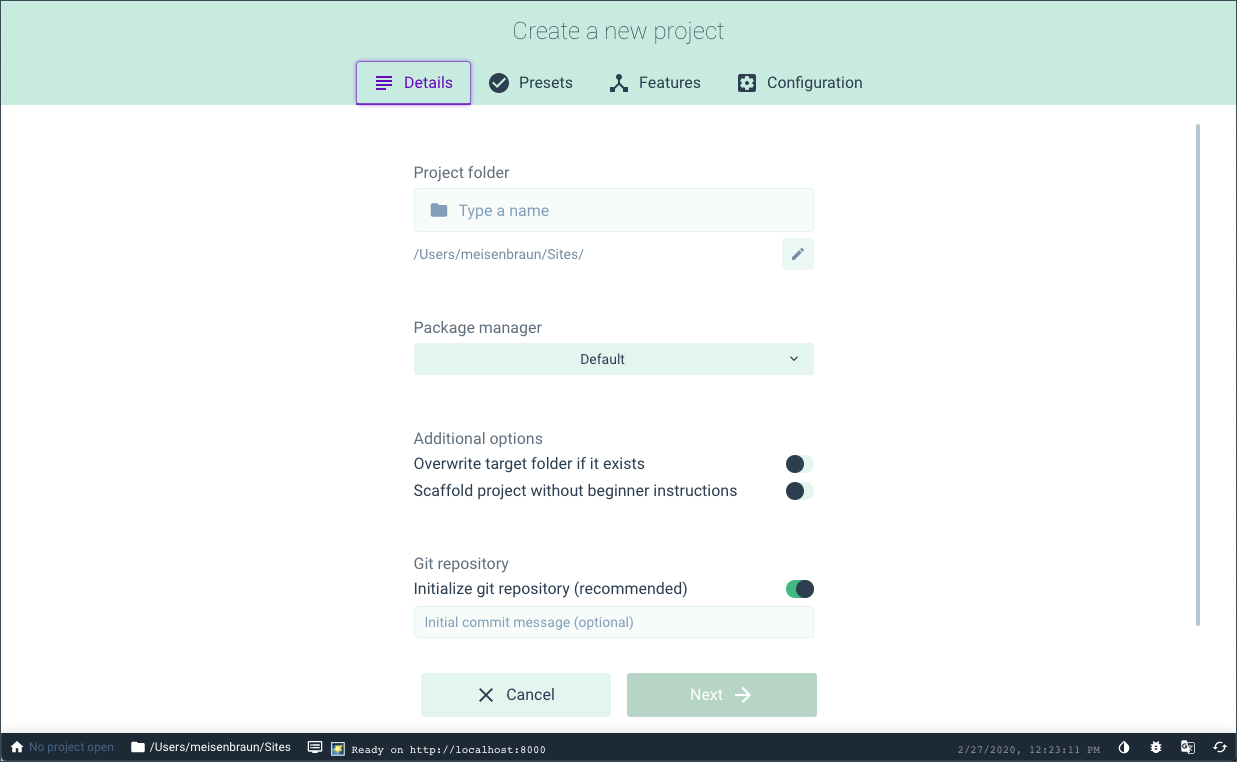 Create a new project
Details Presets Features Configuration
Project folder
Type a name
/Users/meisenbraun/Sites/
Package manager
Default
Additional options
Overwrite target folder if it exists
Scaffold project without beginner instructions
Git repository
Initialize git repository (recommended)
Initial commit message (optional)
Cancel Next
No project open /Users/meisenbraun/Sites Ready on http://localhost:8000 2/27/2020, 12:23:11 PM